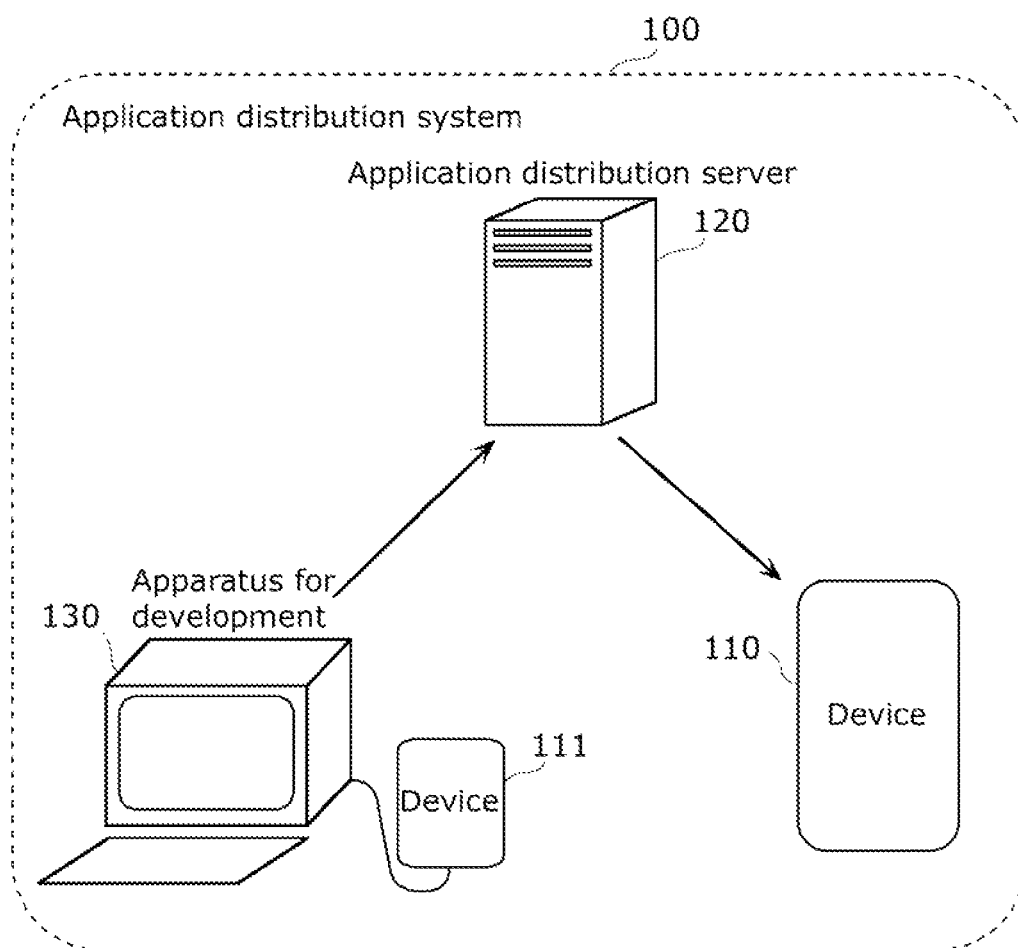 100
Application distribution system
Application distribution server
120
Apparatus for
development
130
110
111
Device
Device